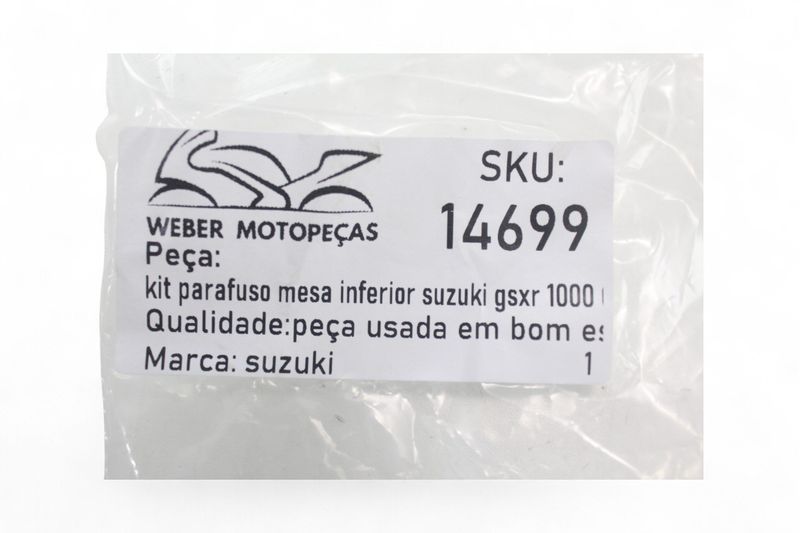 SKU:
14699
WEBER MOTOPEÇAS
Peça:
kit parafuso mesa inferior suzuki gsxr 1000
Qualidade:peça usada em bom es
Marca: suzuki 1